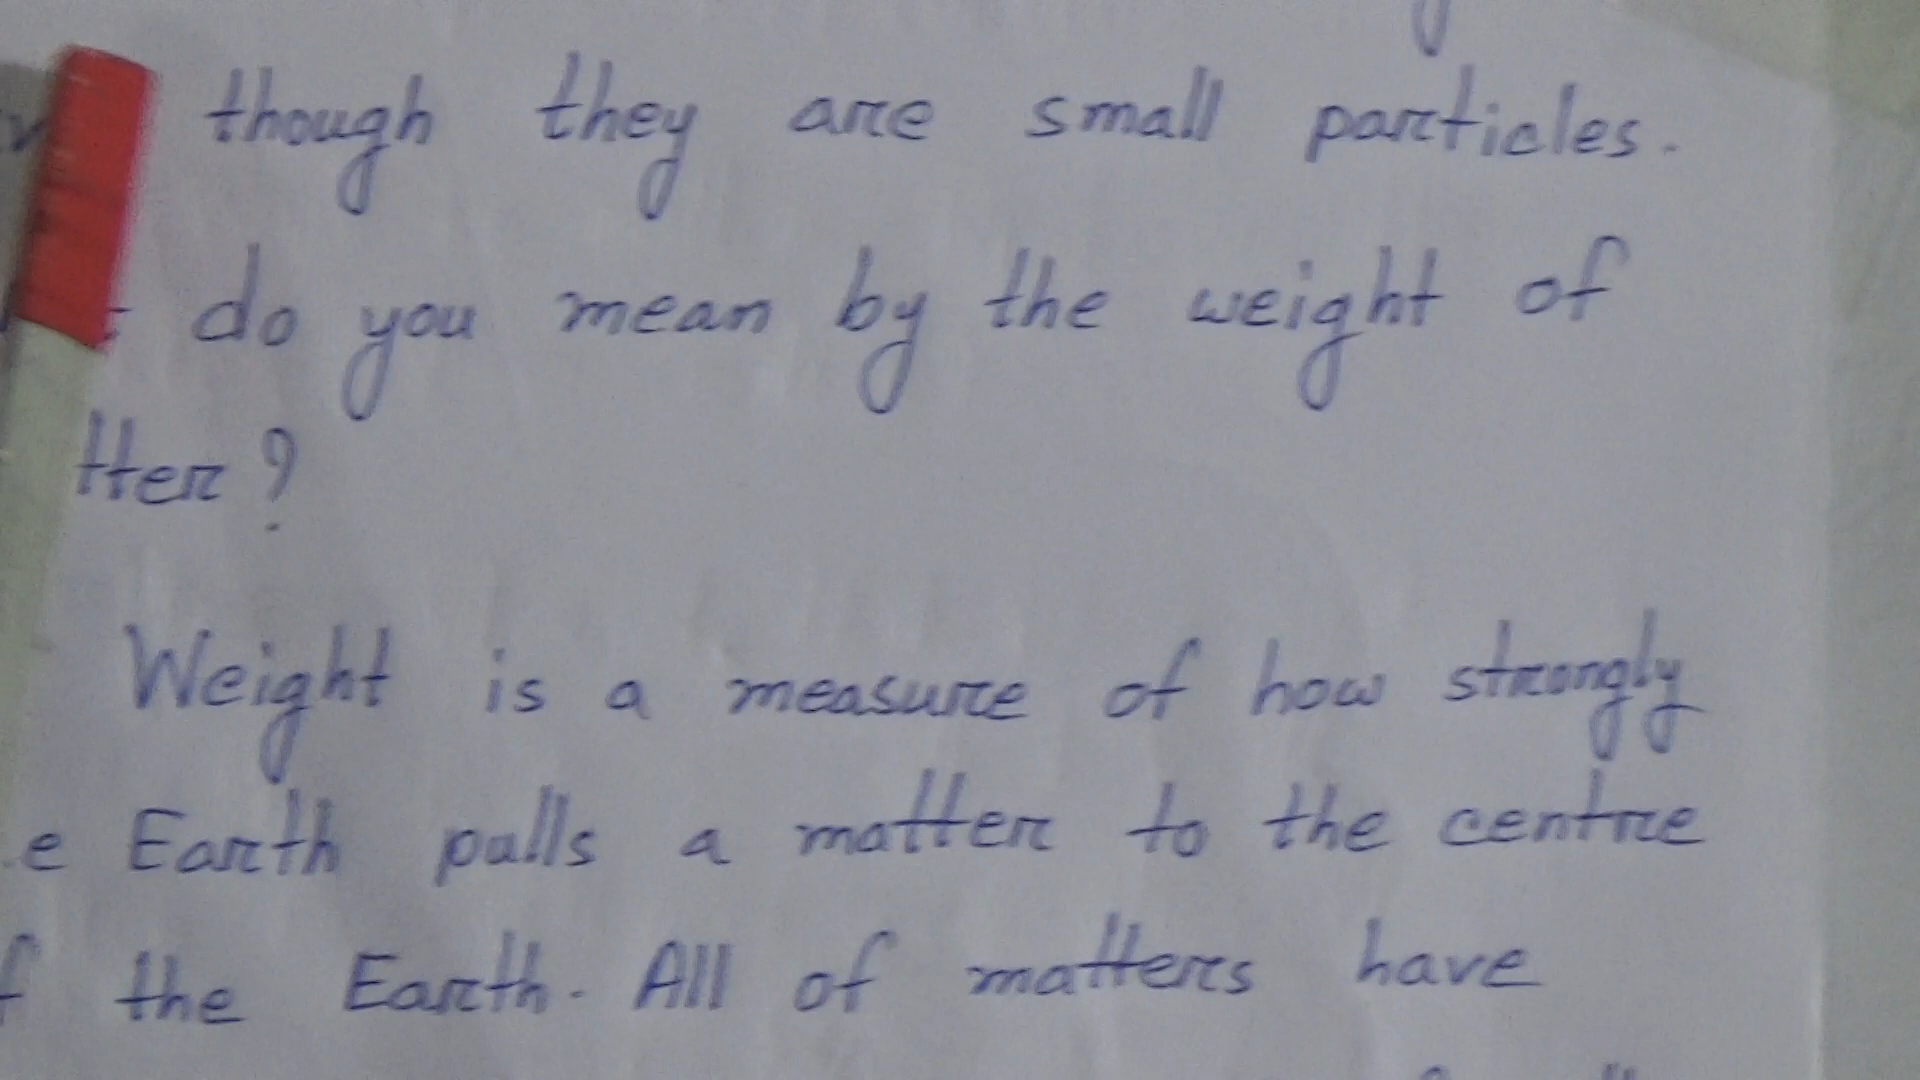 though they are small particles.
do you mean by the weight of
tter?
Weight is a measure of how strongly
e Earth pulls a matter to the centre
f the Earth. All of matters have